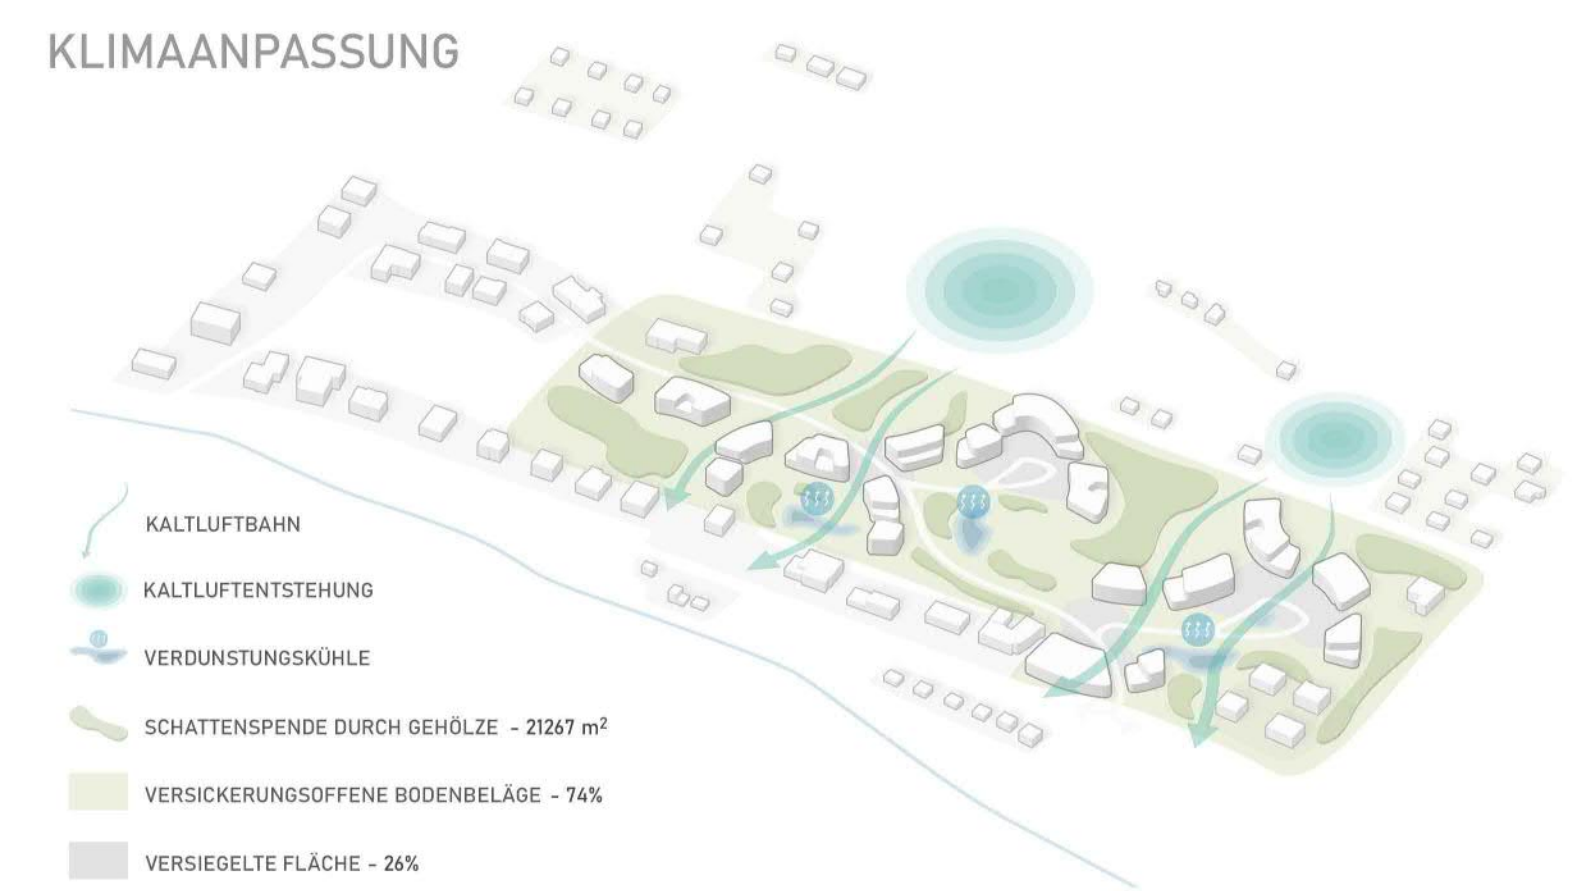 KLIMAANPASSUNG
KALTLUFTBAHN
KALTLUFTENTSTEHUNG
VERDUNSTUNGSKÜHLE
SCHATTENSPENDE DURCH GEHÖLZE - 21267 m²
VERSICKERUNGSOFFENE BODENBELÄGE - 74%
VERSIEGELTE FLÄCHE - 26%